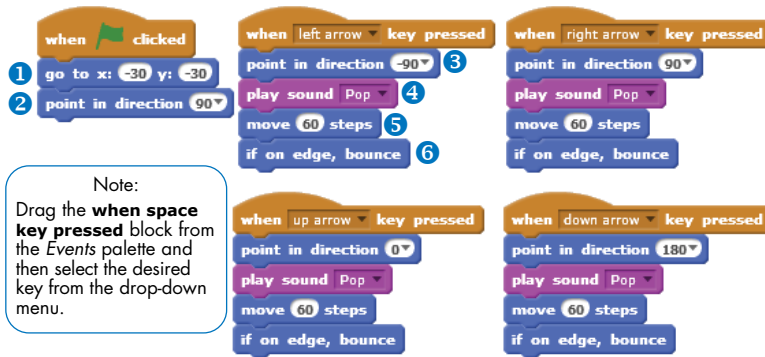 when clicked
1 go to x: -30 y: -30
2 point in direction 90
when left arrow key pressed
point in direction -90 3
play sound Pop 4
move 60 steps 5
if on edge, bounce 6
when right arrow key pressed
point in direction 90
play sound Pop
move 60 steps
if on edge, bounce
Note:
Drag the when space
key pressed block from
the Events palette and
then select the desired
key from the drop-down
menu.
when up arrow key pressed
point in direction 0
play sound Pop
move 60 steps
if on edge, bounce
when down arrow key pressed
point in direction 180
play sound Pop
move 60 steps
if on edge, bounce